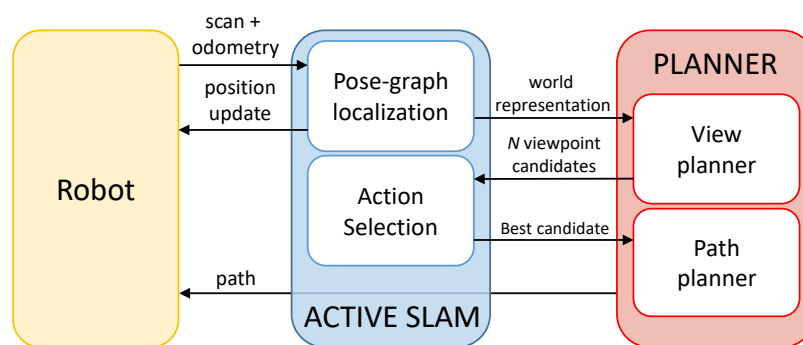 scan +
odometry
position
update
Robot
path
Pose-graph
localization
Action
Selection
ACTIVE SLAM
world
representation
N viewpoint
candidates
Best candidate
PLANNER
View
planner
Path
planner